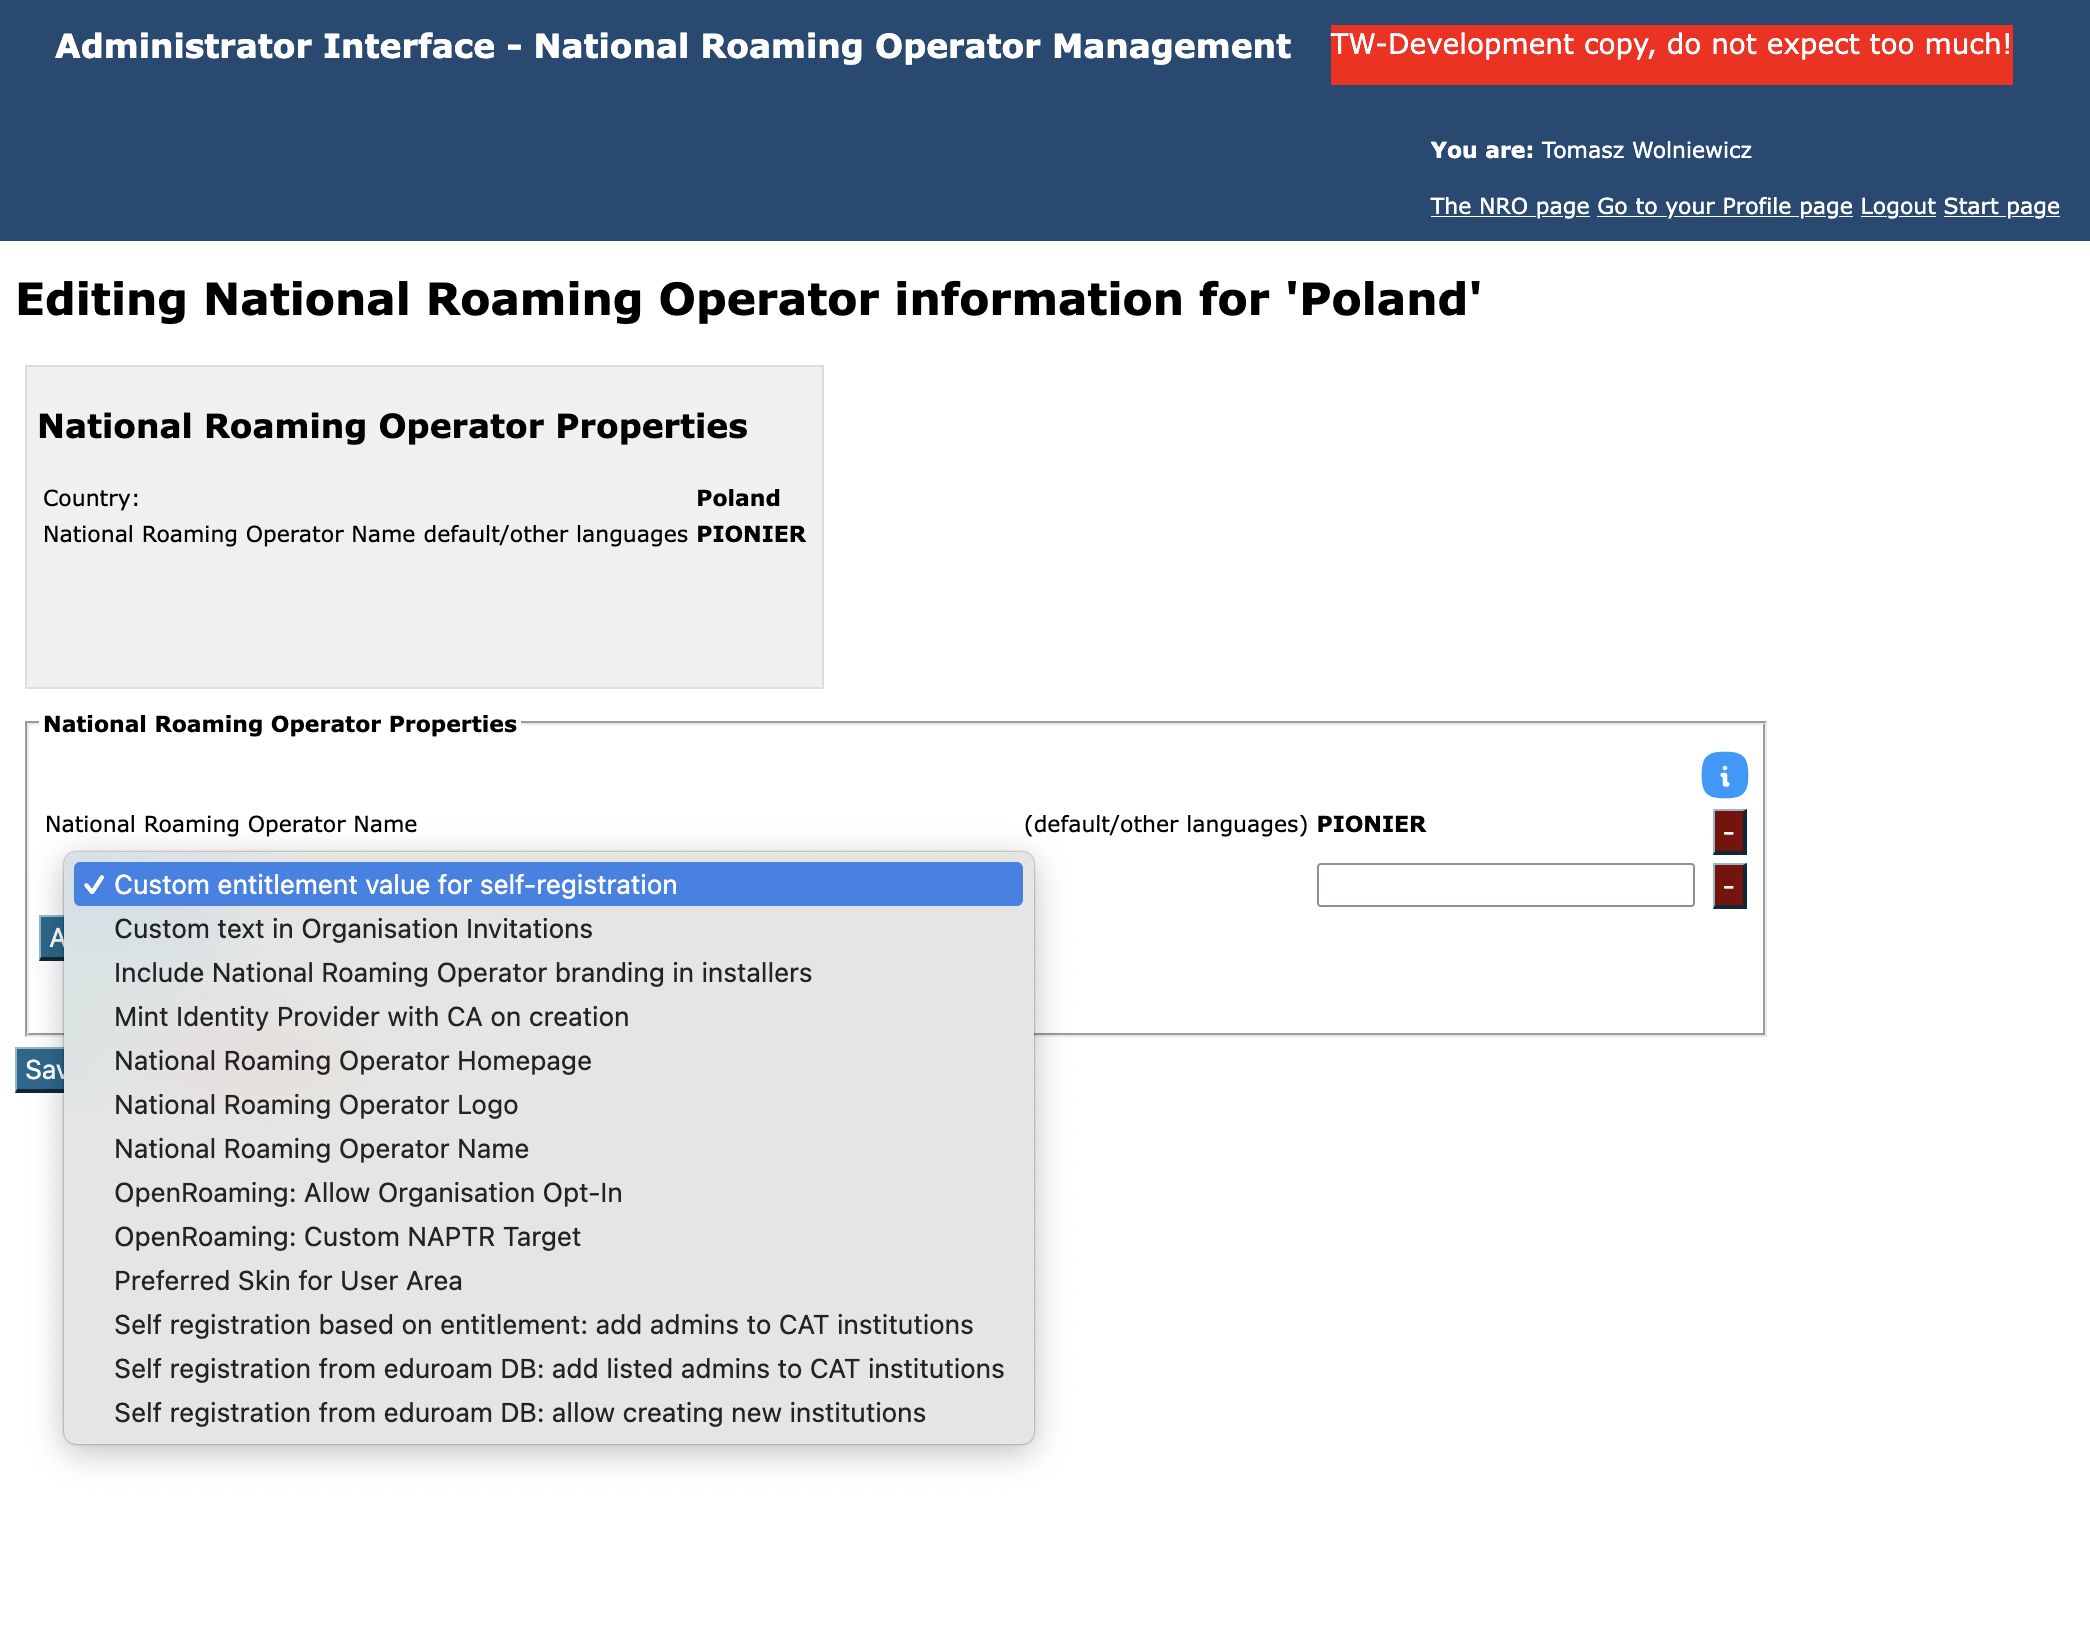 Administrator Interface - National Roaming Operator Management
TW-Development copy, do not expect too much!
You are: Tomasz Wolniewicz
The NRO page Go to your Profile page Logout Start page
Editing National Roaming Operator information for 'Poland'
National Roaming Operator Properties
Country: Poland
National Roaming Operator Name default/other languages PIONIER
National Roaming Operator Properties
i
National Roaming Operator Name (default/other languages) PIONIER -
✓ Custom entitlement value for self-registration -
Custom text in Organisation Invitations
Include National Roaming Operator branding in installers
Mint Identity Provider with CA on creation
National Roaming Operator Homepage
National Roaming Operator Logo
National Roaming Operator Name
OpenRoaming: Allow Organisation Opt-In
OpenRoaming: Custom NAPTR Target
Preferred Skin for User Area
Self registration based on entitlement: add admins to CAT institutions
Self registration from eduroam DB: add listed admins to CAT institutions
Self registration from eduroam DB: allow creating new institutions